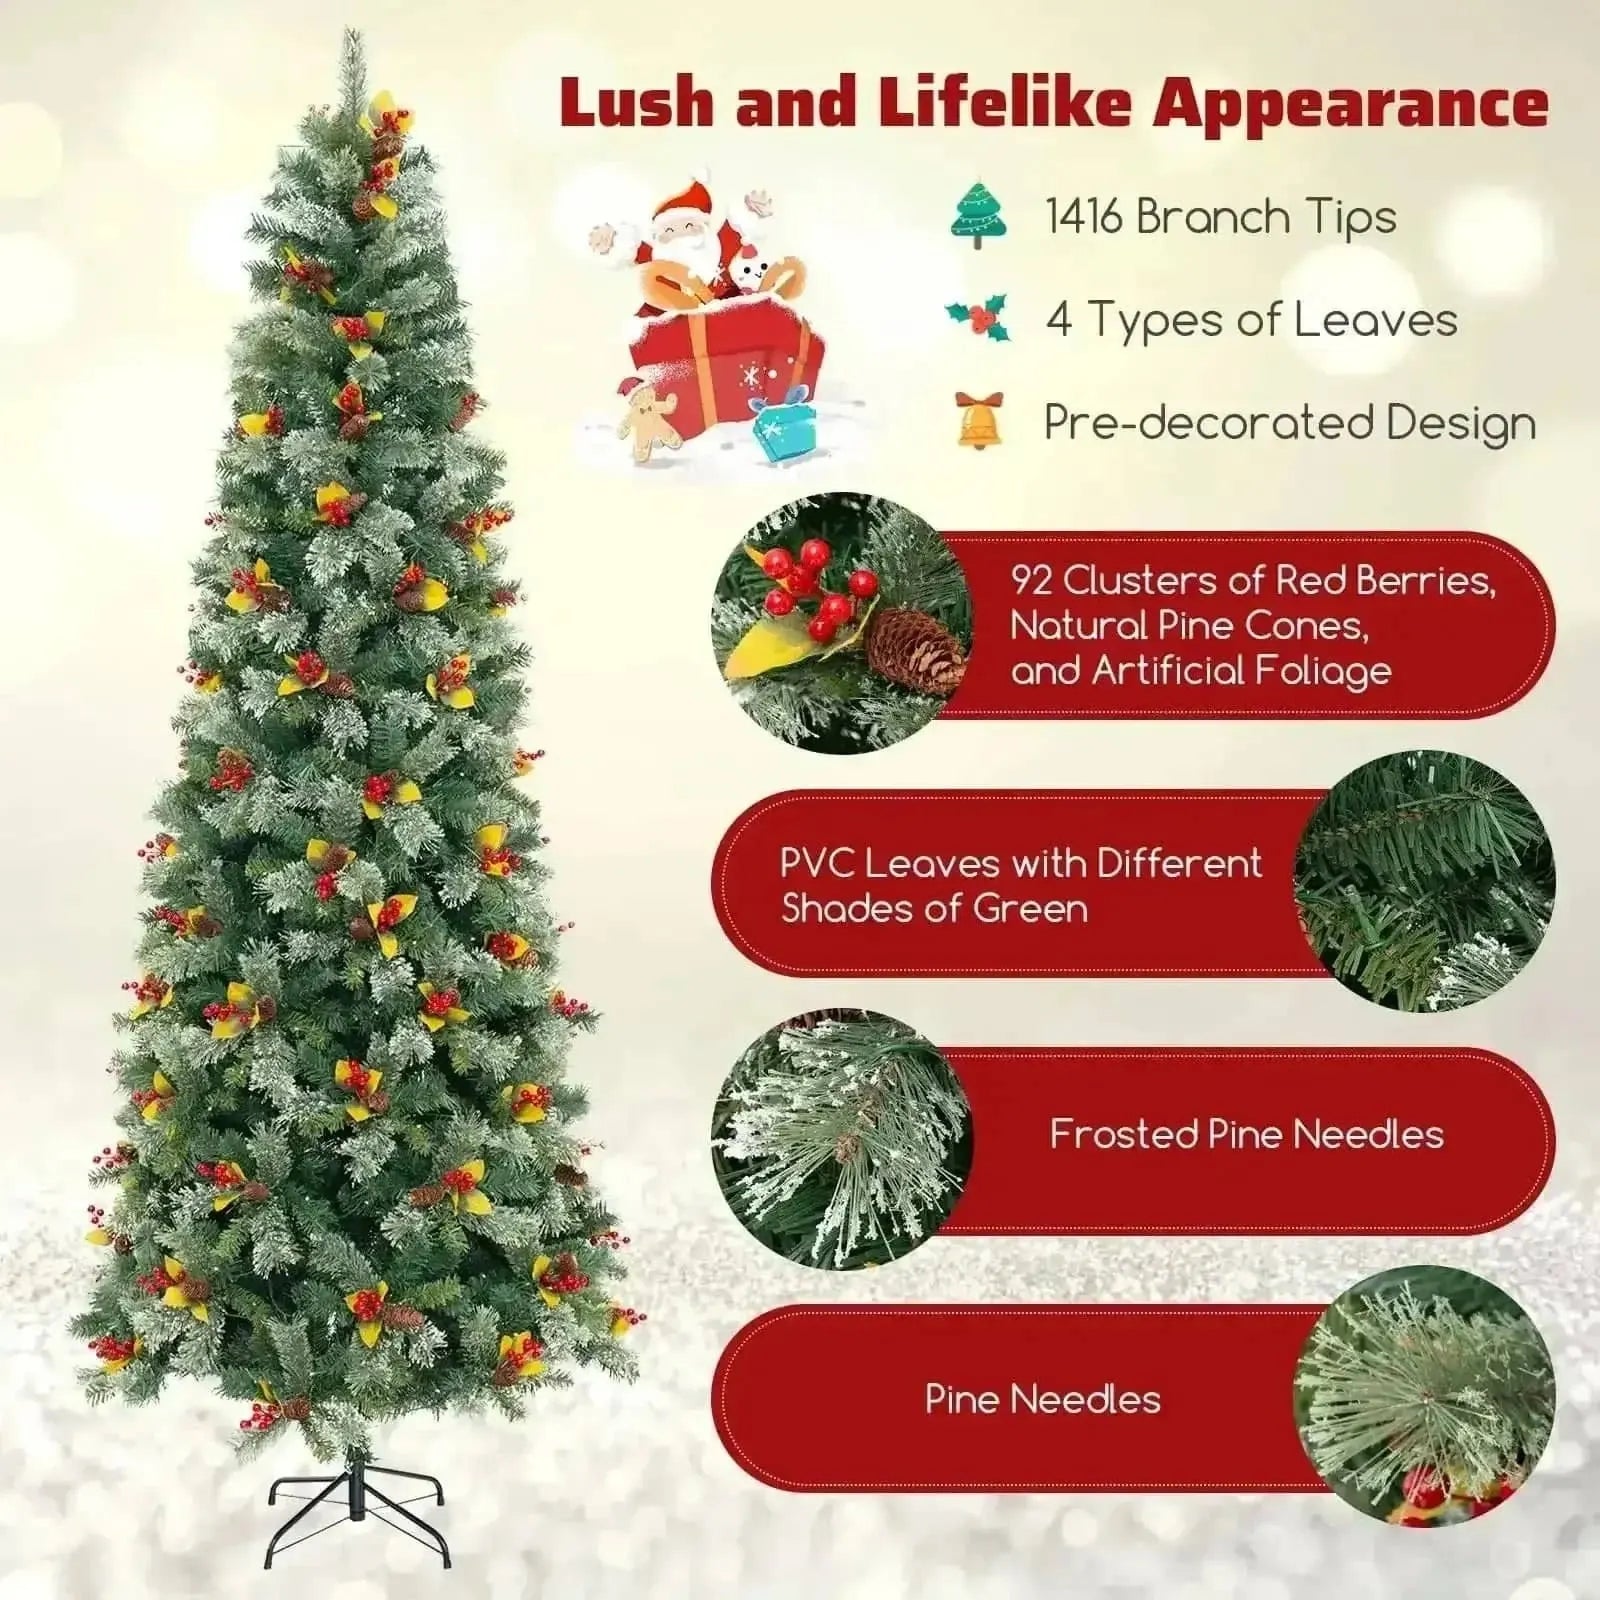 Lush and Lifelike Appearance
1416 Branch Tips
4 Types of Leaves
Pre-decorated Design
92 Clusters of Red Berries,
Natural Pine Cones,
and Artificial Foliage
PVC Leaves with Different
Shades of Green
Frosted Pine Needles
Pine Needles